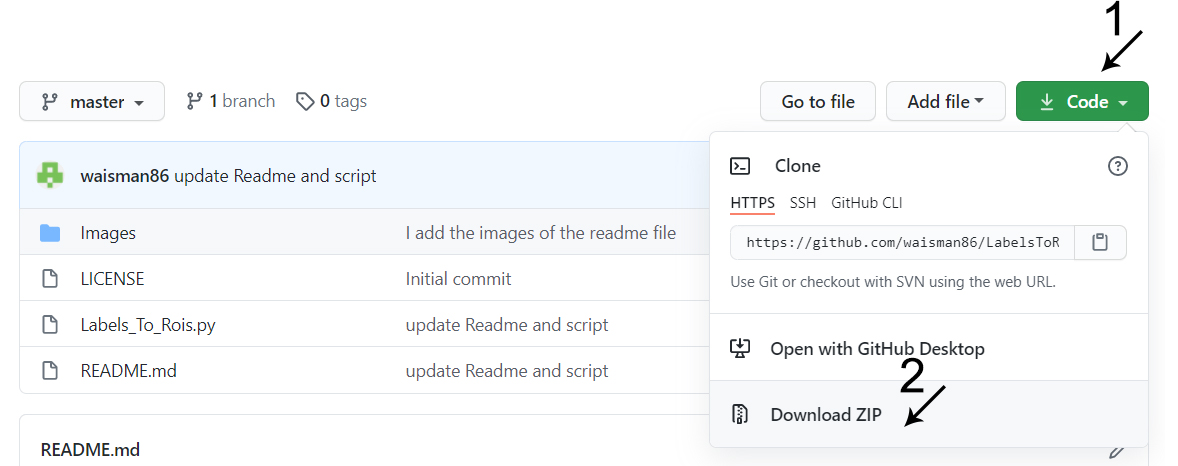 1
master
1 branch
0 tags
Go to file
Add file
Code
waisman86 update Readme and script
Images
I add the images of the readme file
LICENSE
Initial commit
Labels_To_Rois.py
update Readme and script
README.md
update Readme and script
Clone
HTTPS SSH GitHub CLI
https://github.com/waisman86/LabelsToR
Use Git or checkout with SVN using the web URL.
Open with GitHub Desktop
2
Download ZIP
README.md